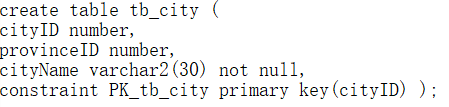 create table tb_city (
cityID number,
provinceID number,
cityName varchar2(30) not null,
constraint PK_tb_city primary key(cityID) );